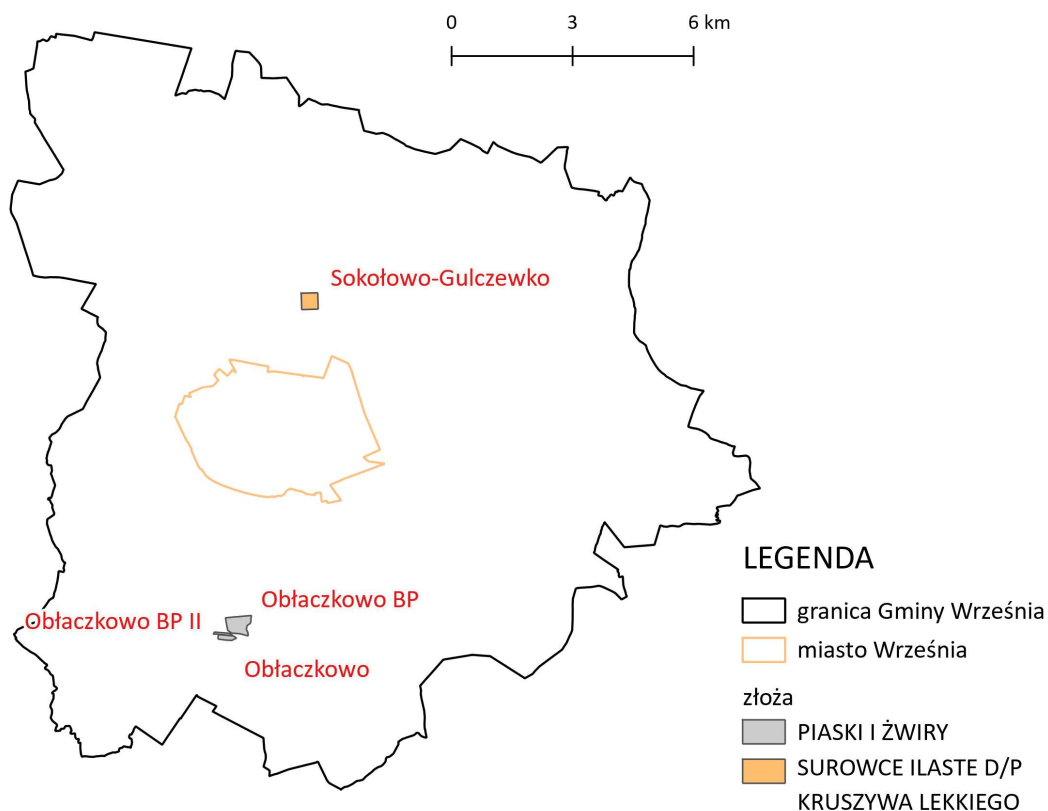 0 3 6 km
Sokołowo-Gulczewko
Obłaczkowo BP
Obłaczkowo BP II
Obłaczkowo
LEGENDA
granica Gminy Września
miasto Września
złoża
PIASKI I ŻWIRY
SUROWCE ILASTE D/P
KRUSZYWA LEKKIEGO